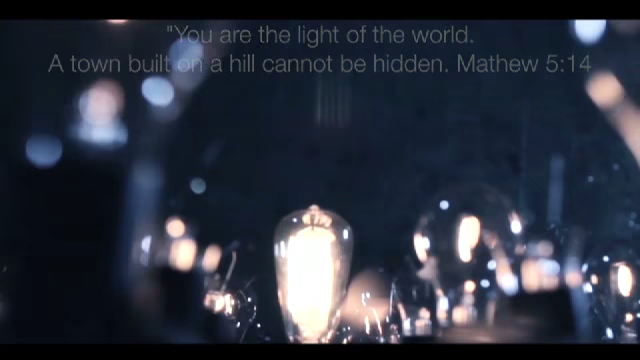 "You are the light of the world.
A town built on a hill cannot be hidden. Mathew 5:14